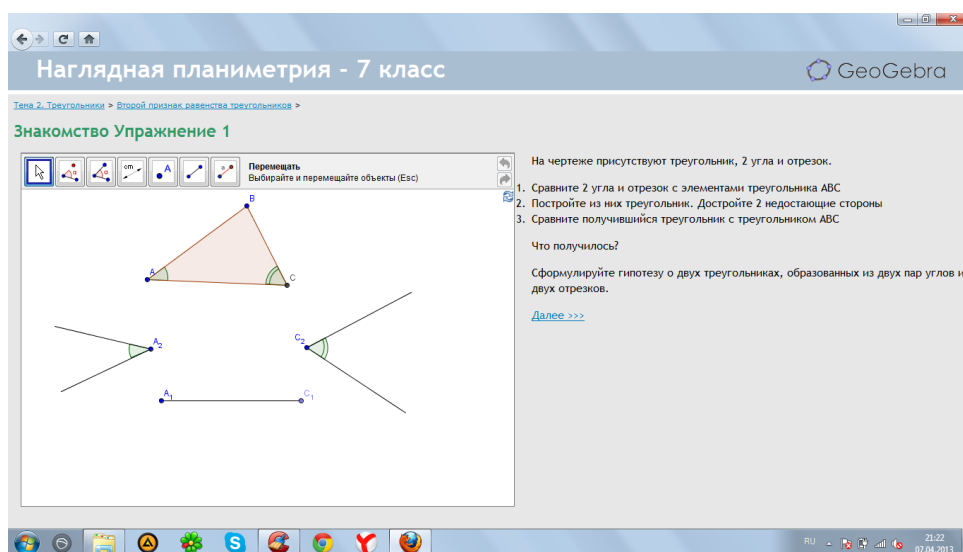 Наглядная планиметрия - 7 класс
GeoGebra
Тема 2. Треугольники > Второй признак равенства треугольников >
Знакомство Упражнение 1
Перемещать
Выбирайте и перемещайте объекты (Esc)
α
α
cm
A
a
B
A
C
A2
C2
A1
C1
На чертеже присутствуют треугольник, 2 угла и отрезок.
1. Сравните 2 угла и отрезок с элементами треугольника ABC
2. Постройте из них треугольник. Достройте 2 недостающие стороны
3. Сравните получившийся треугольник с треугольником ABC
Что получилось?
Сформулируйте гипотезу о двух треугольниках, образованных из двух пар углов и
двух отрезков.
Далее >>>
RU
21:22
07.04.2013